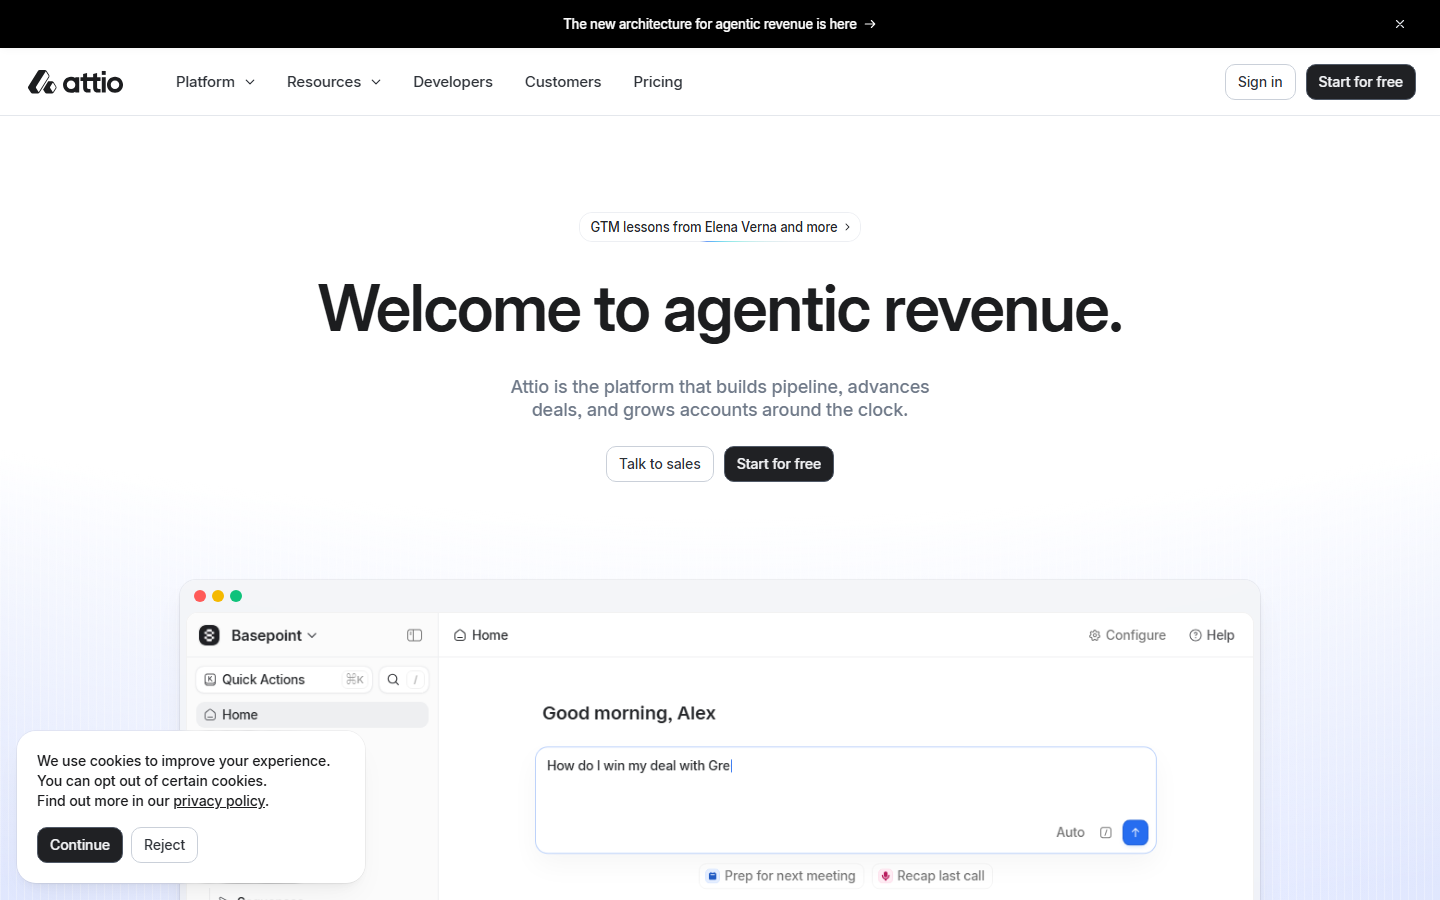 The new architecture for agentic revenue is here →
attio
Platform
Resources
Developers
Customers
Pricing
Sign in
Start for free
GTM lessons from Elena Verna and more
Welcome to agentic revenue.
Attio is the platform that builds pipeline, advances
deals, and grows accounts around the clock.
Talk to sales
Start for free
Basepoint
Home
Configure
Help
Quick Actions
⌘K
/
Home
Good morning, Alex
How do I win my deal with Gre
Auto
/
Prep for next meeting
Recap last call
We use cookies to improve your experience.
You can opt out of certain cookies.
Find out more in our privacy policy.
Continue
Reject